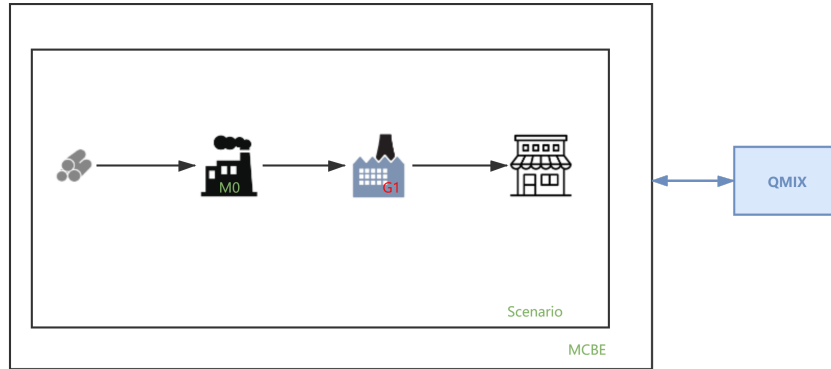 M0
G1
QMIX
Scenario
MCBE